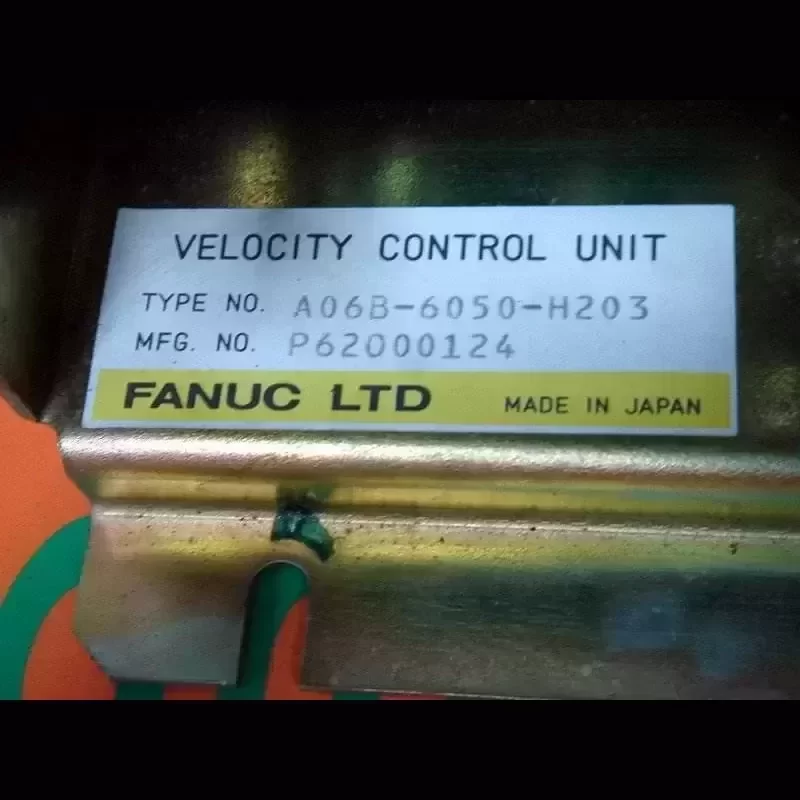 VELOCITY CONTROL UNIT
TYPE NO. A06B-6050-H203
MFG. NO. P62000124
FANUC LTD MADE IN JAPAN